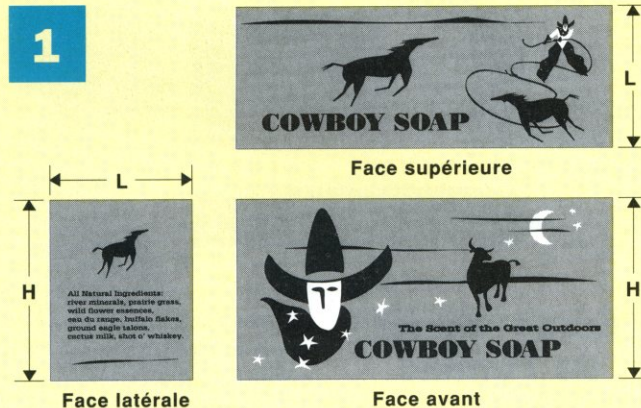 1
COWBOY SOAP
L
Face supérieure
L
H
All Natural Ingredients:
river minerals, prairie grass,
wild flower essences,
eau du range, buffalo flakes,
ground eagle talons,
cactus milk, shot o' whiskey.
Face latérale
The Scent of the Great Outdoors
COWBOY SOAP
H
Face avant